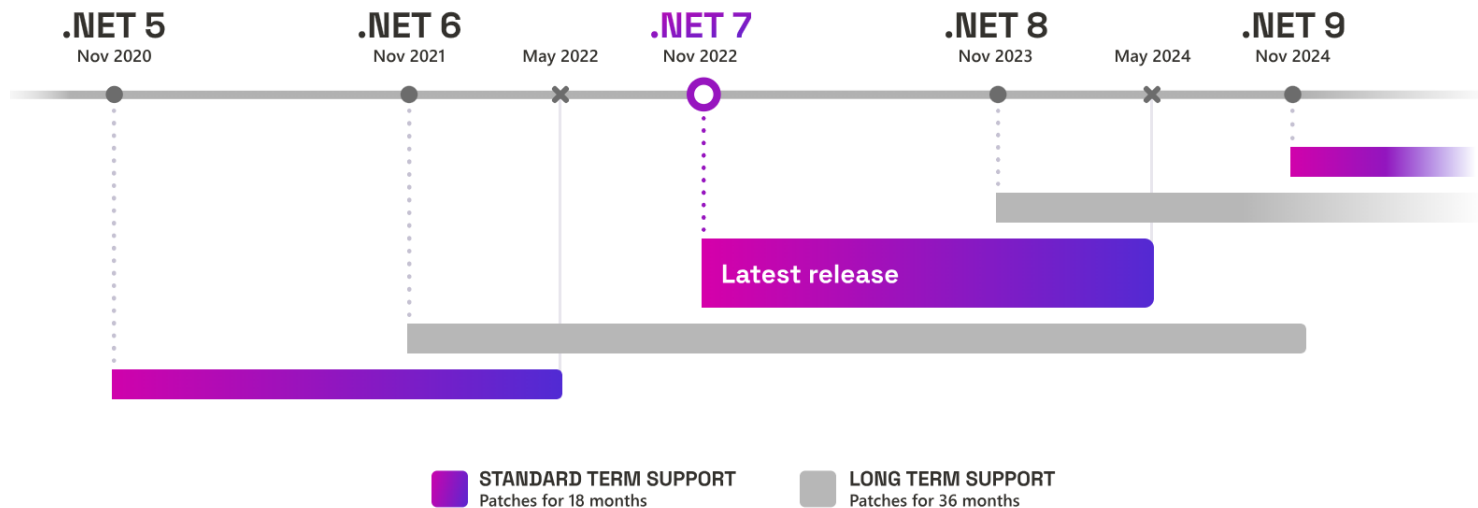 .NET 5
Nov 2020
.NET 6
Nov 2021
May 2022
.NET 7
Nov 2022
.NET 8
Nov 2023
May 2024
.NET 9
Nov 2024
Latest release
STANDARD TERM SUPPORT
Patches for 18 months
LONG TERM SUPPORT
Patches for 36 months